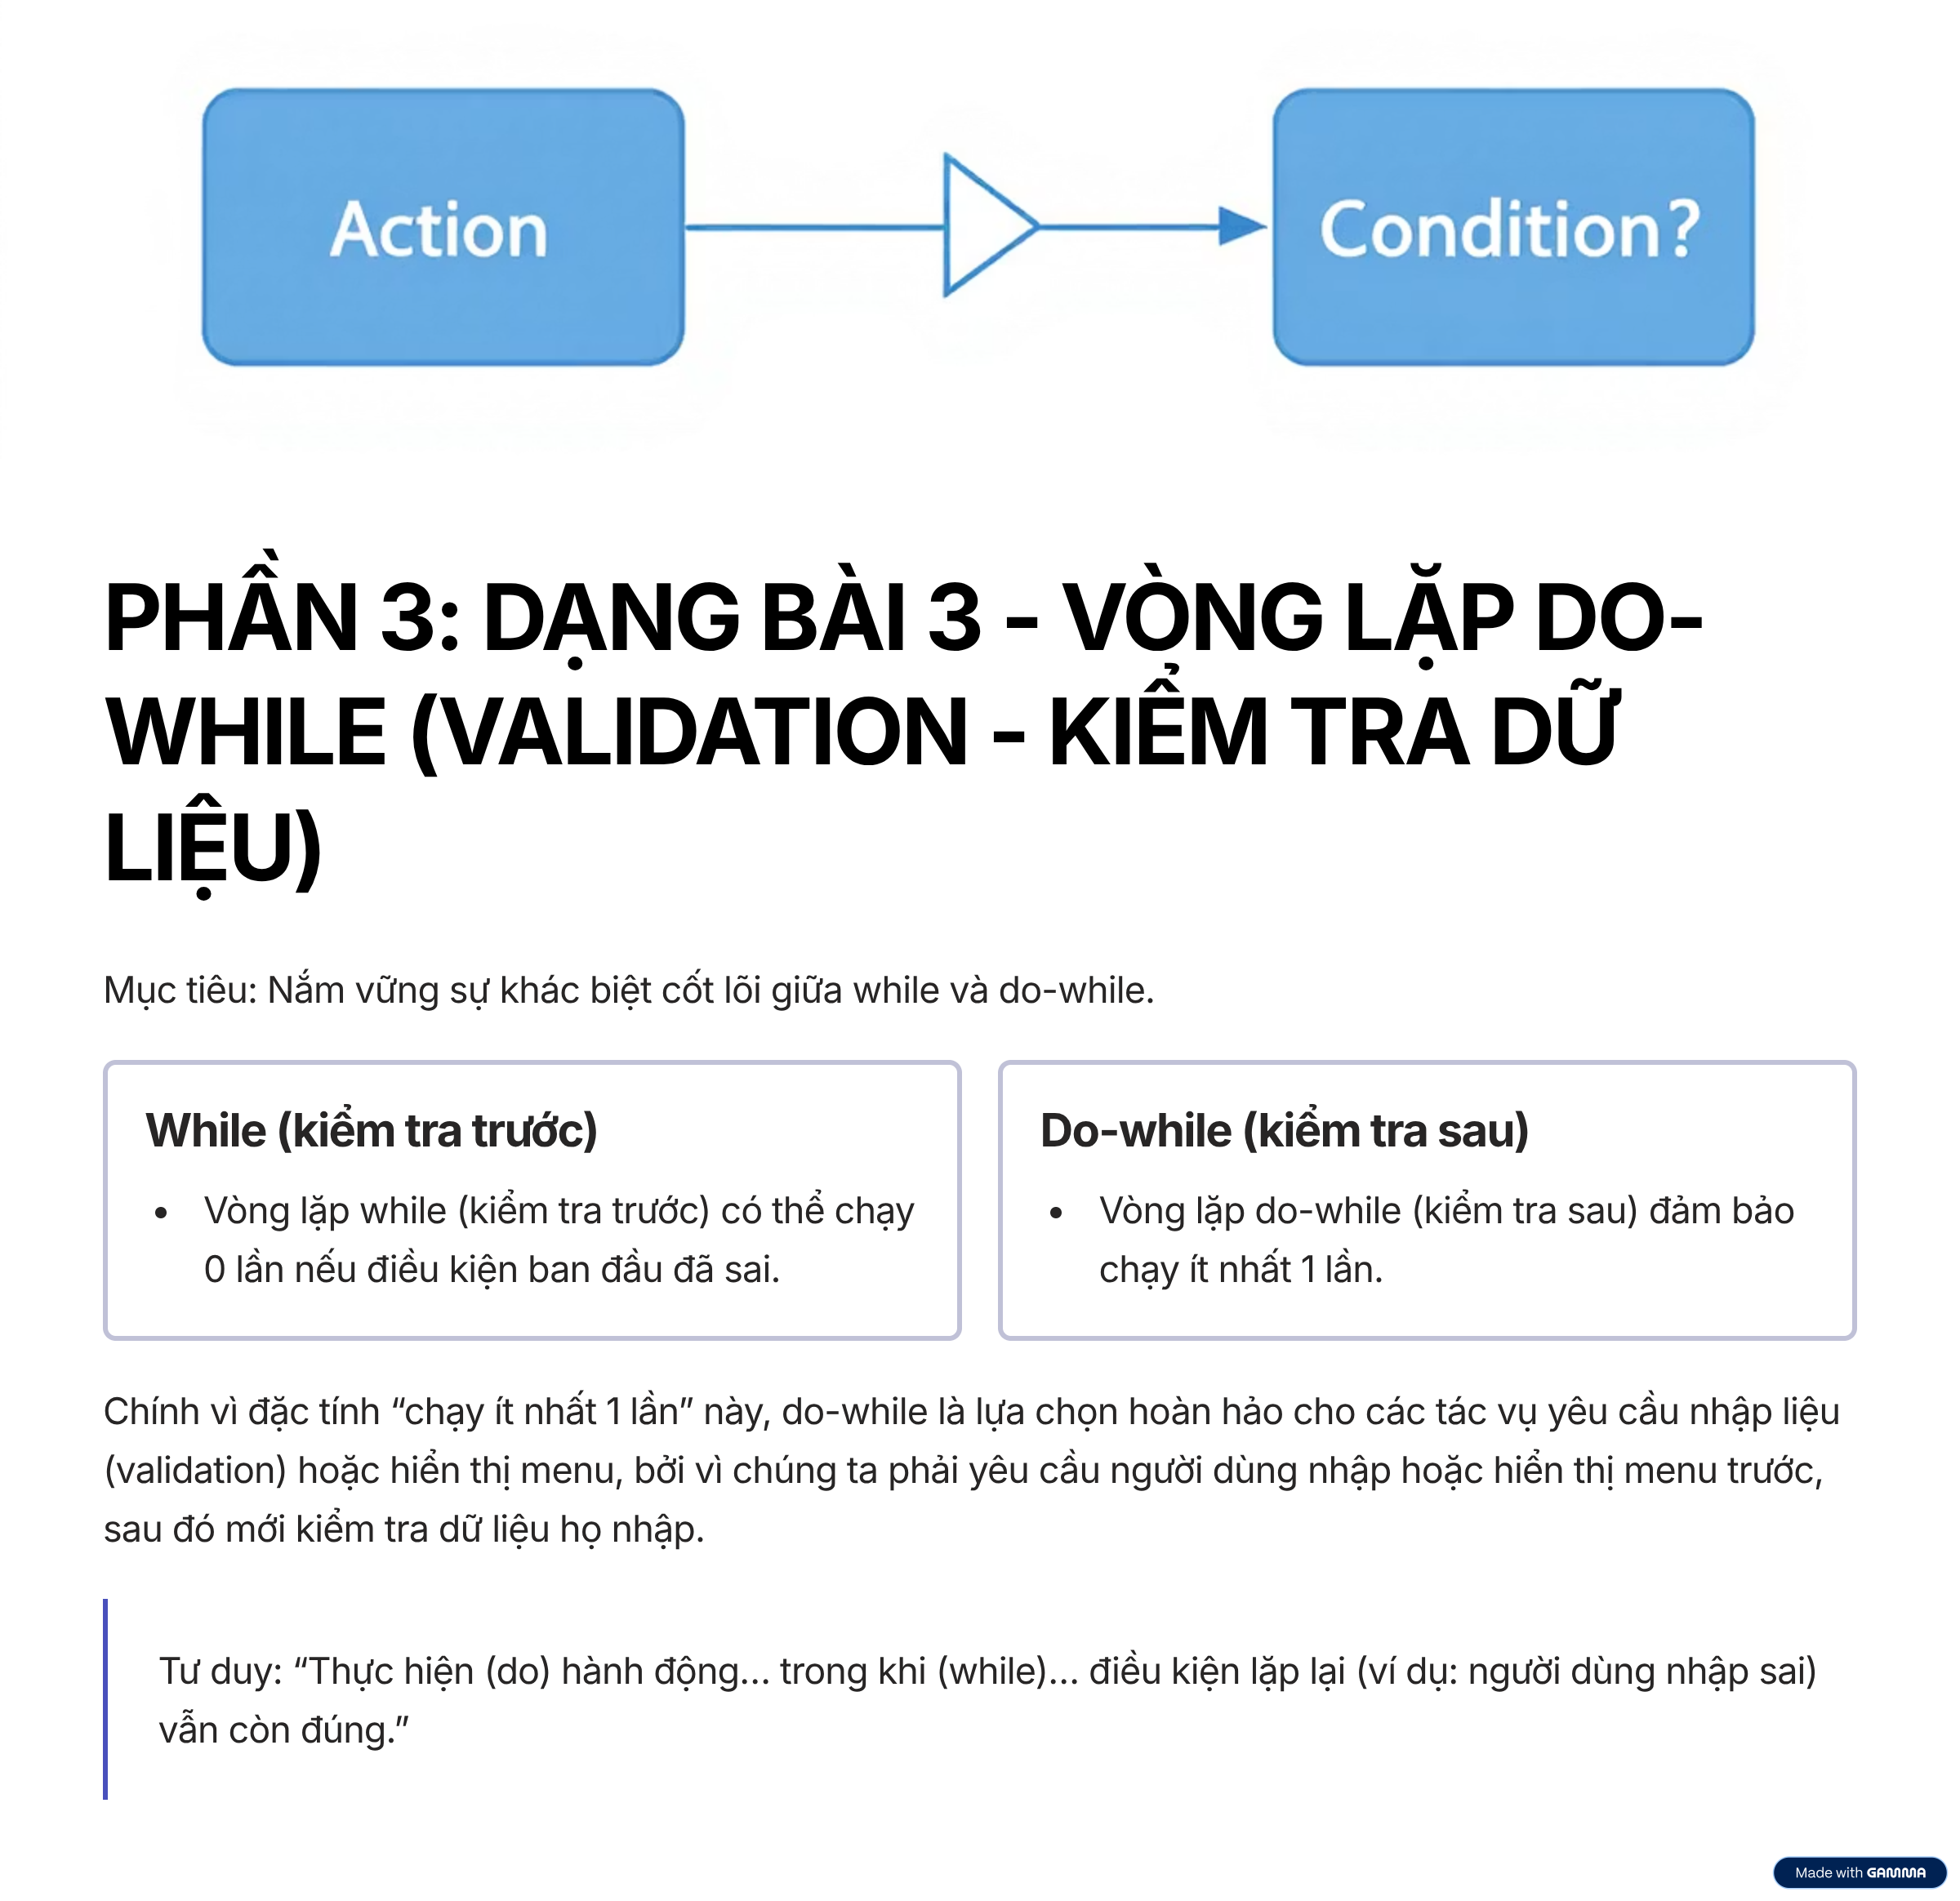 Action
Condition?
PHẦN 3: DẠNG BÀI 3 - VÒNG LẶP DO-
WHILE (VALIDATION - KIỂM TRA DỮ
LIỆU)
Mục tiêu: Nắm vững sự khác biệt cốt lõi giữa while và do-while.
While (kiểm tra trước)
• Vòng lặp while (kiểm tra trước) có thể chạy
0 lần nếu điều kiện ban đầu đã sai.
Do-while (kiểm tra sau)
• Vòng lặp do-while (kiểm tra sau) đảm bảo
chạy ít nhất 1 lần.
Chính vì đặc tính “chạy ít nhất 1 lần” này, do-while là lựa chọn hoàn hảo cho các tác vụ yêu cầu nhập liệu
(validation) hoặc hiển thị menu, bởi vì chúng ta phải yêu cầu người dùng nhập hoặc hiển thị menu trước,
sau đó mới kiểm tra dữ liệu họ nhập.
Tư duy: “Thực hiện (do) hành động... trong khi (while)... điều kiện lặp lại (ví dụ: người dùng nhập sai)
vẫn còn đúng.”
Made with GAMMA